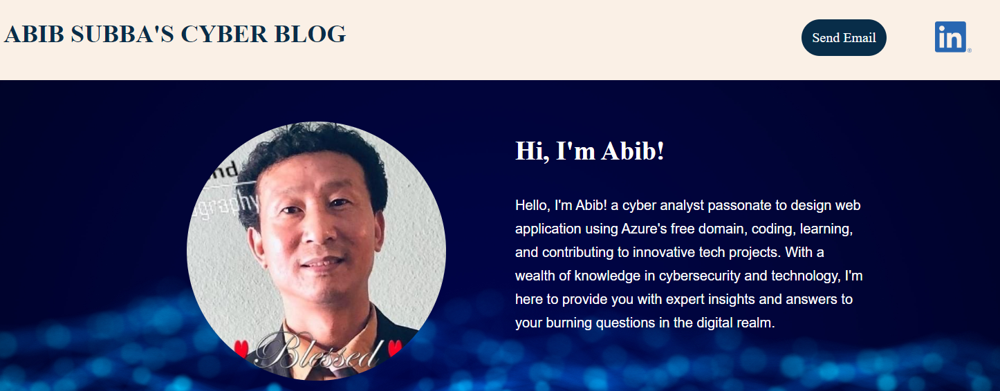 ABIB SUBBA'S CYBER BLOG
Send Email
in
®
Hi, I'm Abib!
Hello, I'm Abib! a cyber analyst passonate to design web
application using Azure's free domain, coding, learning,
and contributing to innovative tech projects. With a
wealth of knowledge in cybersecurity and technology, I'm
here to provide you with expert insights and answers to
your burning questions in the digital realm.
nd
ography
Blessed